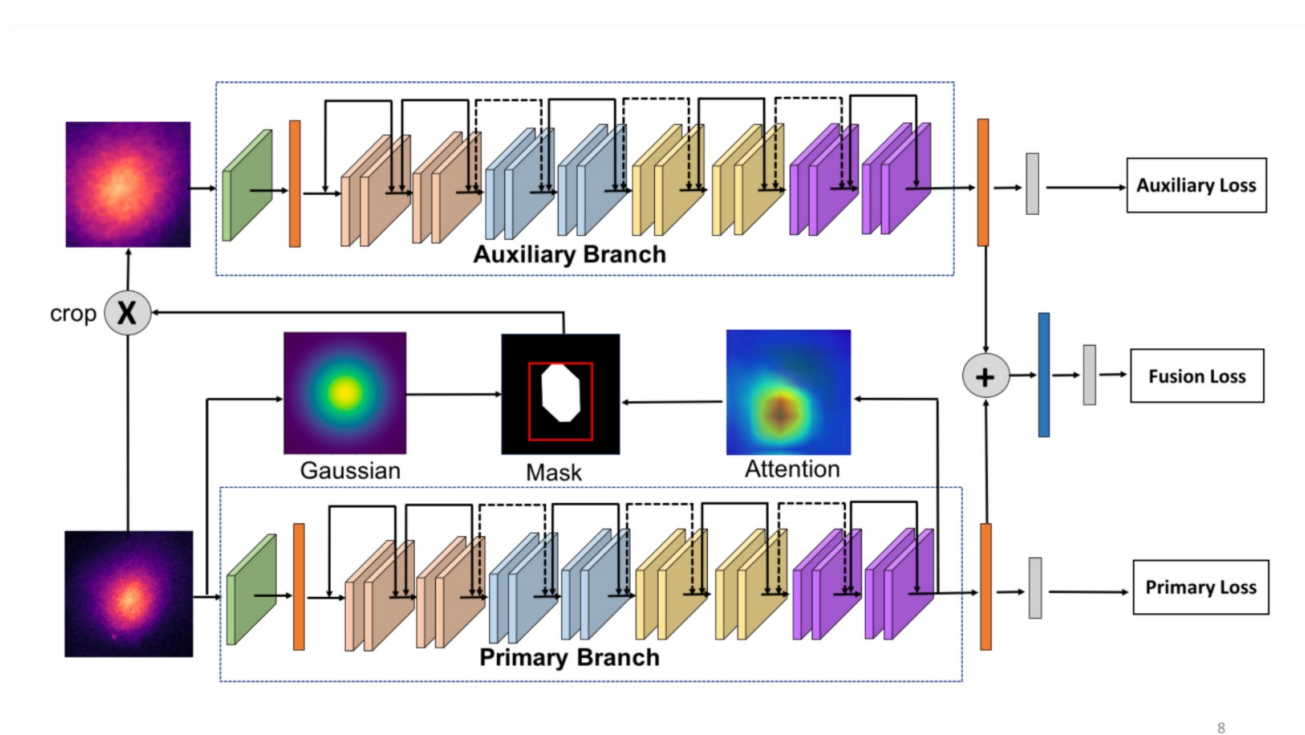 Auxiliary Branch
Auxiliary Loss
crop
X
Gaussian
Mask
Attention
+
Fusion Loss
Primary Branch
Primary Loss
8